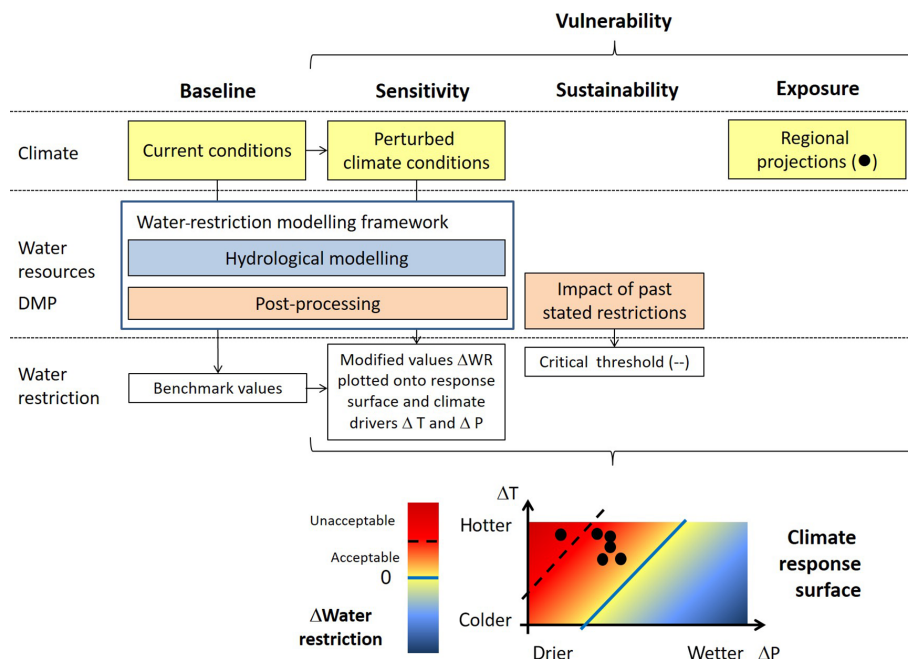 Vulnerability
Baseline
Sensitivity
Sustainability
Exposure
Climate
Current conditions
Perturbed
climate conditions
Regional
projections (●)
Water-restriction modelling framework
Water
resources
Hydrological modelling
DMP
Post-processing
Impact of past
stated restrictions
Water
restriction
Benchmark values
Modified values ΔWR
plotted onto response
surface and climate
drivers Δ T and Δ P
Critical threshold (--)
Unacceptable
Acceptable
0
ΔWater
restriction
ΔT
Hotter
Colder
Drier
Wetter ΔP
Climate
response
surface